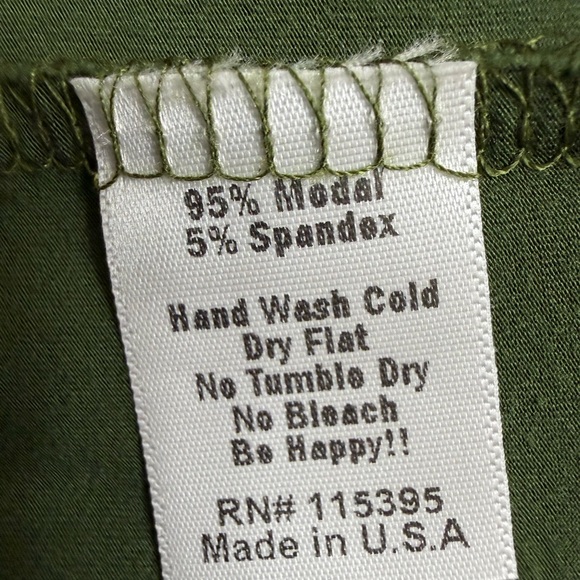 95% Modal
5% Spandex
Hand Wash Cold
Dry Flat
No Tumble Dry
No Bleach
Be Happy!!
RN# 115395
Made in U.S.A